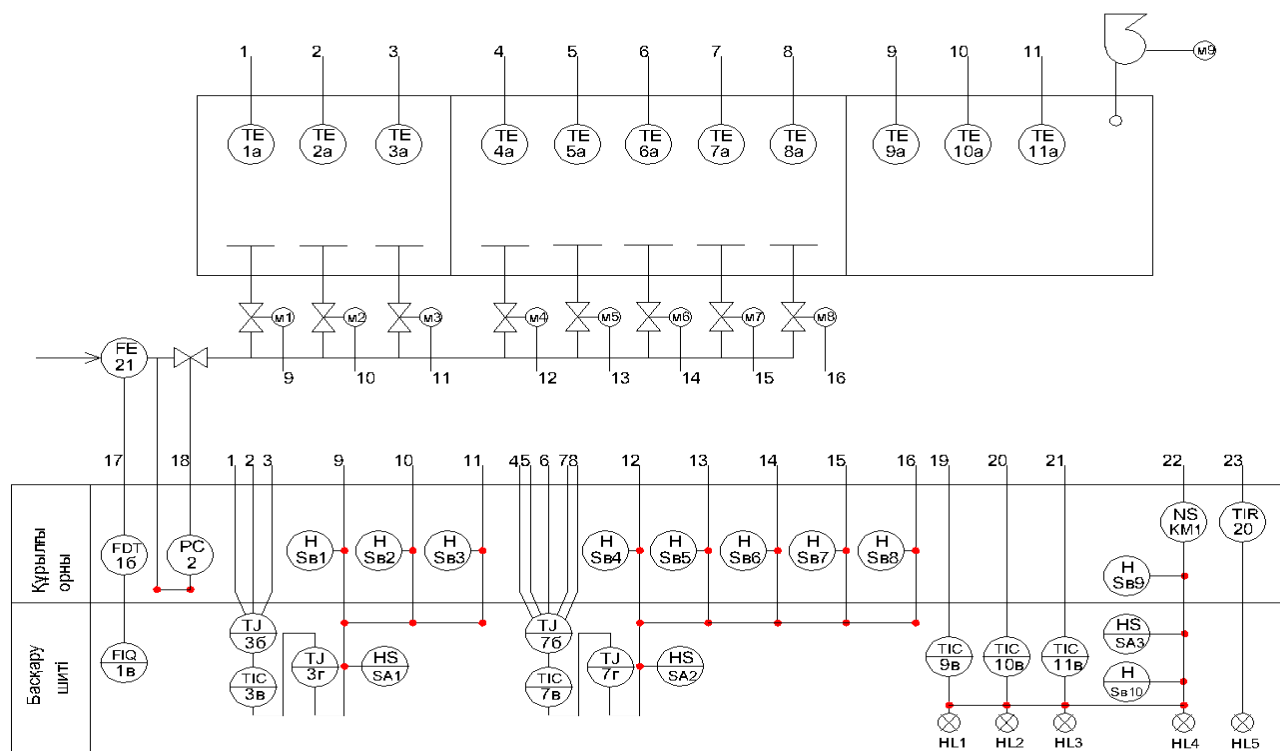 1 2 3 4 5 6 7 8 9 10 11
м9
TE 1а
TE 2а
TE 3а
TE 4а
TE 5а
TE 6а
TE 7а
TE 8а
TE 9а
TE 10а
TE 11а
м1 м2 м3 м4 м5 м6 м7 м8
FE 21
9 10 11 12 13 14 15 16
17 18 1 2 3 9 10 11 45 6 78 12 13 14 15 16 19 20 21 22 23
Құрылғы
орны
FDT 1б
PC 2
H Sв1
H Sв2
H Sв3
H Sв4
H Sв5
H Sв6
H Sв7
H Sв8
NS KM1
TIR 20
H Sв9
Басқару
шиті
FIQ 1в
TJ 3б
TIC 3в
TJ 3г
HS SA1
TJ 7б
TIC 7в
TJ 7г
HS SA2
TIC 9в
TIC 10в
TIC 11в
HS SA3
H Sв10
HL1 HL2 HL3 HL4 HL5